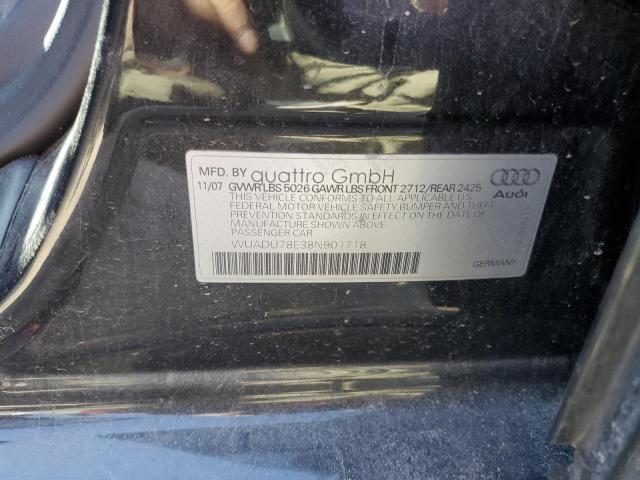 MFD. BY quattro GmbH
11/07 GVWR LBS 5026 GAWR LBS FRONT 2712/REAR 2425
THIS VEHICLE CONFORMS TO ALL APPLICABLE U.S.
FEDERAL MOTOR VEHICLE SAFETY BUMPER AND THEFT
PREVENTION STANDARDS IN EFFECT ON THE DATE OF
MANUFACTURE SHOWN ABOVE.
PASSENGER CAR
WUADU78E38N901718
Audi
GERMANY